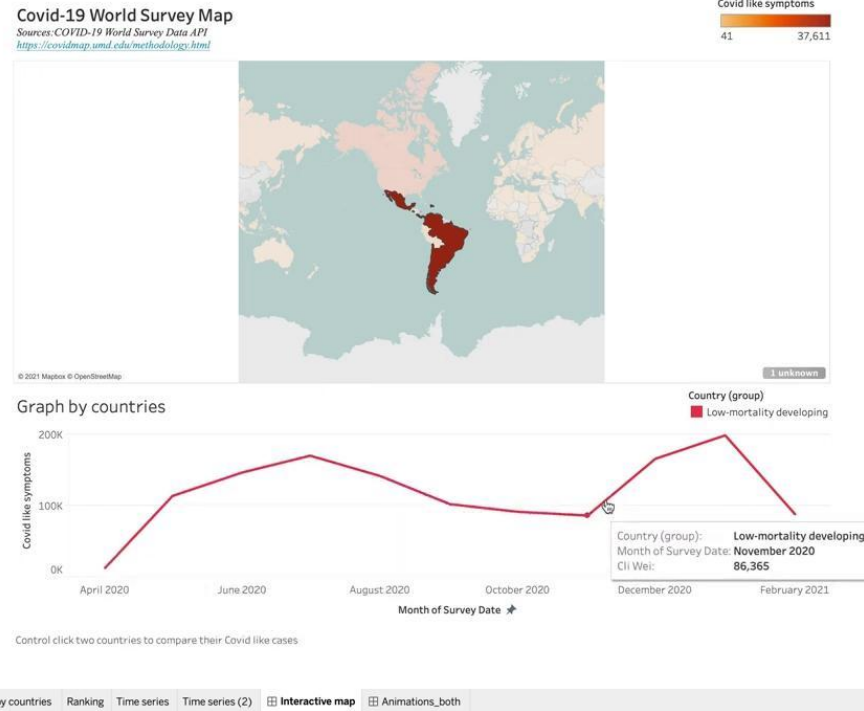 Covid-19 World Survey Map
Sources:COVID-19 World Survey Data API
https://covidmap.umd.edu/methodology.html
Covid like symptoms
41 37,611
© 2021 Mapbox © OpenStreetMap
1 unknown
Graph by countries
Country (group)
Low-mortality developing
Covid like symptoms
200K
100K
0K
Country (group): Low-mortality developing
Month of Survey Date: November 2020
Cli Wei: 86,365
April 2020 June 2020 August 2020 October 2020 December 2020 February 2021
Month of Survey Date
Control click two countries to compare their Covid like cases
by countries Ranking Time series Time series (2) Interactive map Animations_both